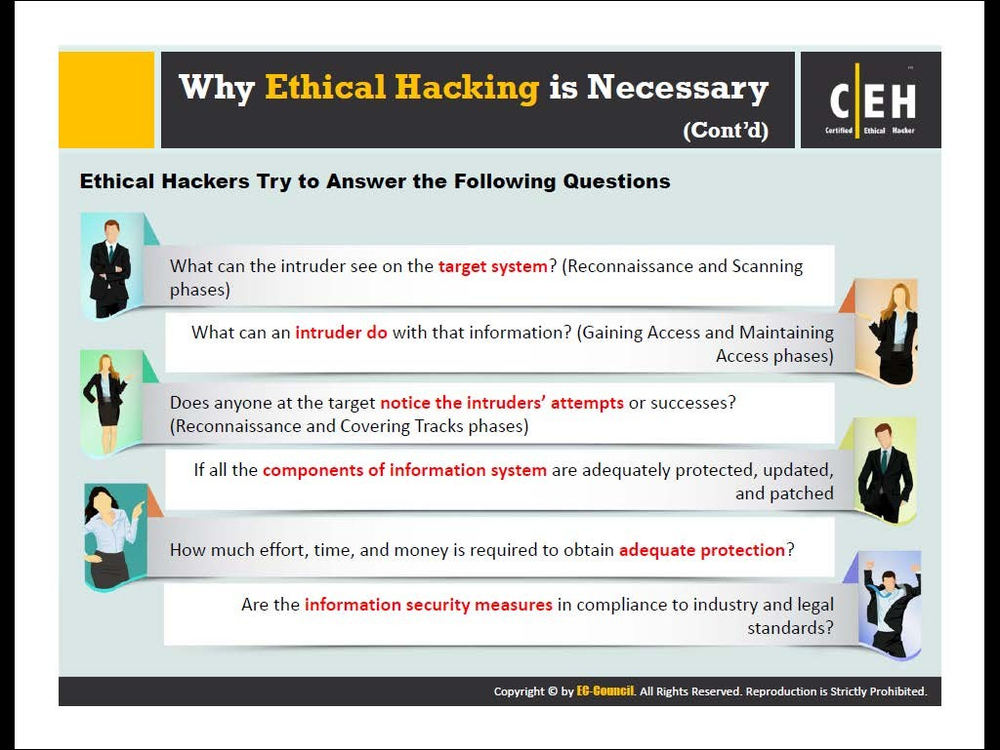 Why Ethical Hacking is Necessary
(Cont’d)
C|EH
™
Certified Ethical Hacker
Ethical Hackers Try to Answer the Following Questions
What can the intruder see on the target system? (Reconnaissance and Scanning
phases)
What can an intruder do with that information? (Gaining Access and Maintaining
Access phases)
Does anyone at the target notice the intruders’ attempts or successes?
(Reconnaissance and Covering Tracks phases)
If all the components of information system are adequately protected, updated,
and patched
How much effort, time, and money is required to obtain adequate protection?
Are the information security measures in compliance to industry and legal
standards?
Copyright © by EC-Council. All Rights Reserved. Reproduction is Strictly Prohibited.